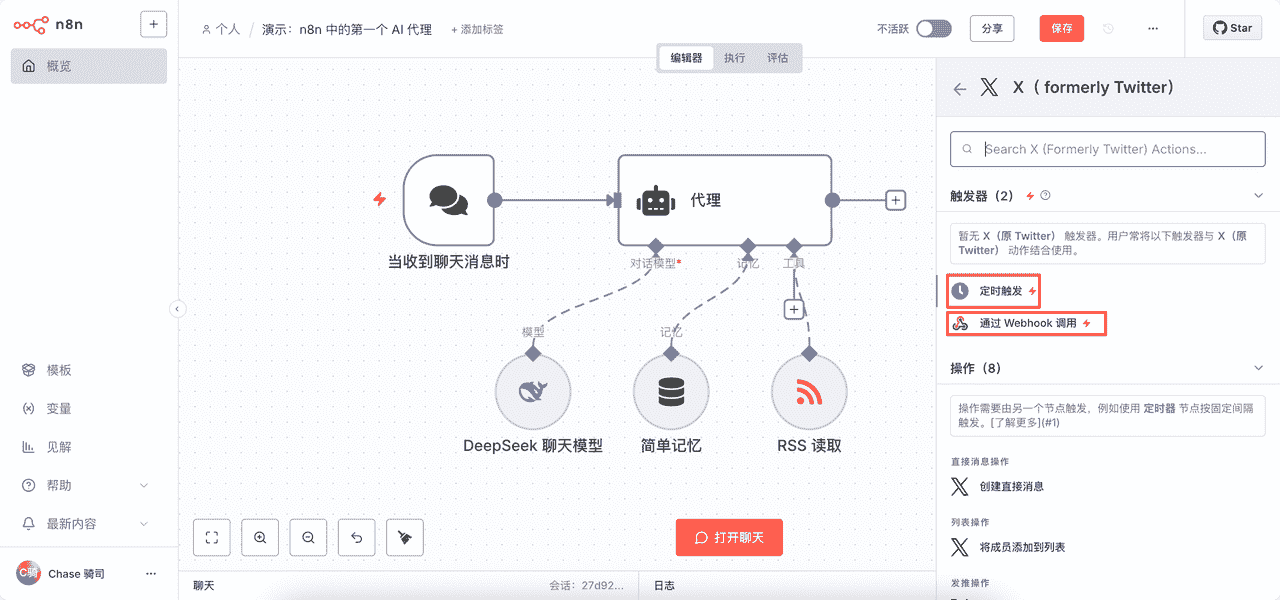 n8n
+
个人 / 演示：n8n 中的第一个 AI 代理 + 添加标签
不活跃
分享
保存
...
Star
概览
编辑器 执行 评估
当收到聊天消息时
代理
对话模型*
记忆
工具
模型
记忆
DeepSeek 聊天模型
简单记忆
RSS 读取
打开聊天
聊天
会话：27d92...
日志
模板
变量
见解
帮助
最新内容
C骑
Chase 骑司
...
X（ formerly Twitter）
Search X (Formerly Twitter) Actions...
触发器（2）
暂无 X（原 Twitter） 触发器。用户常将以下触发器与 X（原
Twitter） 动作结合使用。
定时触发
通过 Webhook 调用
操作（8）
操作需要由另一个节点触发，例如使用 定时器 节点按固定间隔
触发。[了解更多](#1)
直接消息操作
创建直接消息
列表操作
将成员添加到列表
发推操作